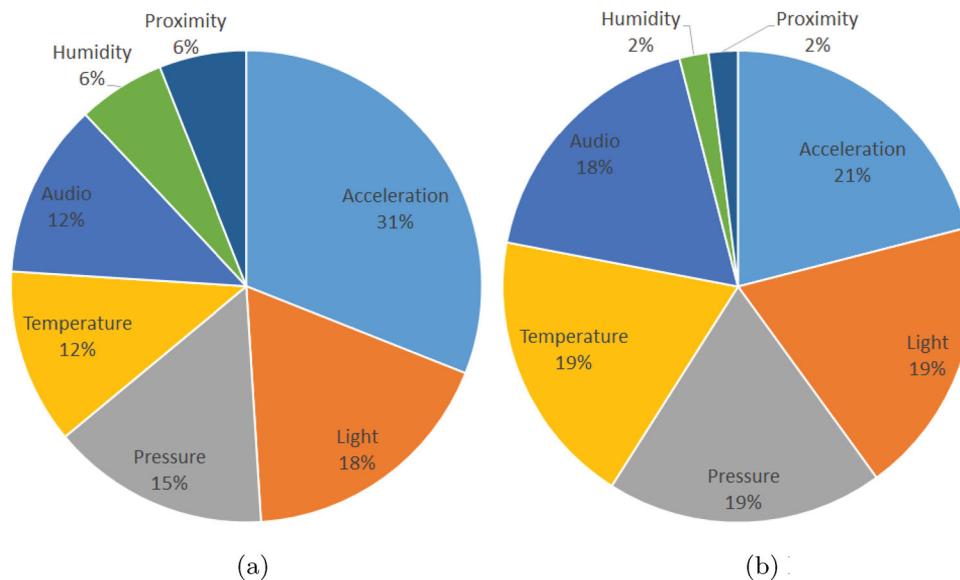 Proximity
6%
Humidity
6%
Acceleration
31%
Audio
12%
Temperature
12%
Light
18%
Pressure
15%
(a)
Humidity
2%
Proximity
2%
Audio
18%
Acceleration
21%
Temperature
19%
Light
19%
Pressure
19%
(b)